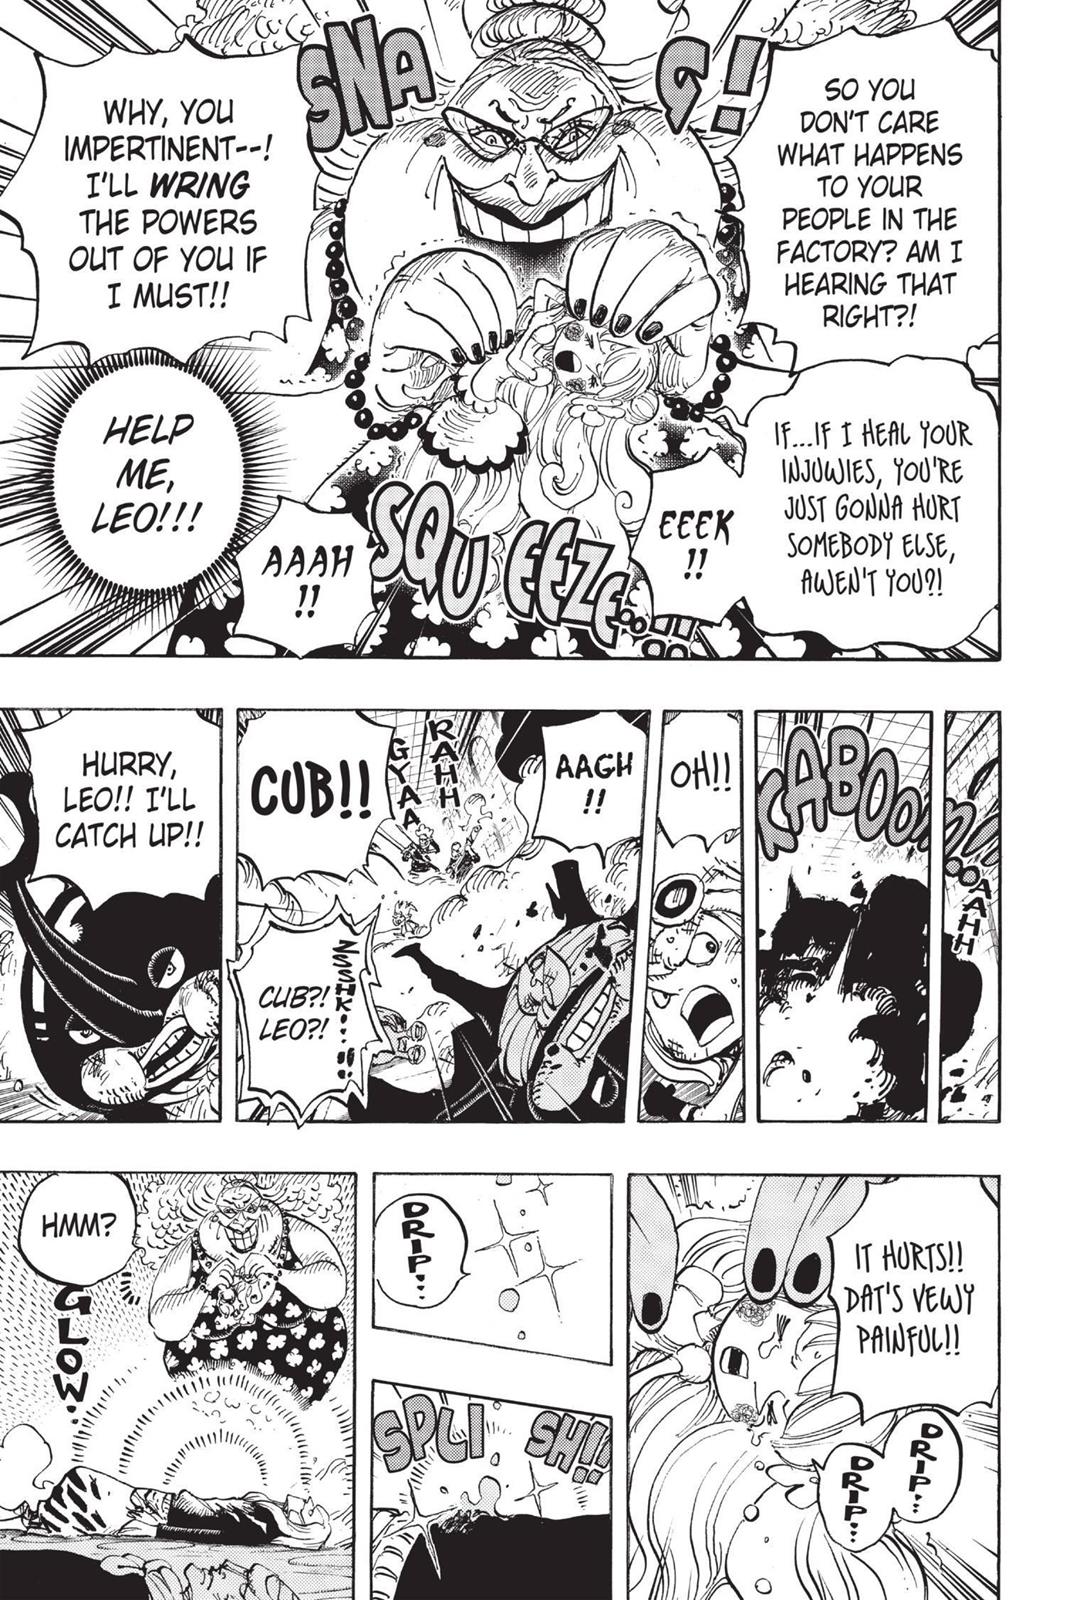 SNAG!
SO YOU
DON'T CARE
WHAT HAPPENS
TO YOUR
PEOPLE IN THE
FACTORY? AM I
HEARING THAT
RIGHT?!
WHY, YOU
IMPERTINENT--!
I'LL WRING
THE POWERS
OUT OF YOU IF
I MUST!!
IF...IF I HEAL YOUR
INJUWIES, YOU'RE
JUST GONNA HURT
SOMEBODY ELSE,
AWEN'T YOU?!
EEEK
!!
SQUEEZE...
AAAH
!!
HELP
ME,
LEO!!!
AAHH
KABOOM...
OH!!
AAGH
!!
RAHH
GYAA
CUB!!
CUB?!
LEO?!
HURRY,
LEO!! I'LL
CATCH UP!!
IT HURTS!!
DAT'S VEWY
PAINFUL!!
DRIP...
DRIP...
DRIP...
SPLISH!!
HMM?
GLOW...